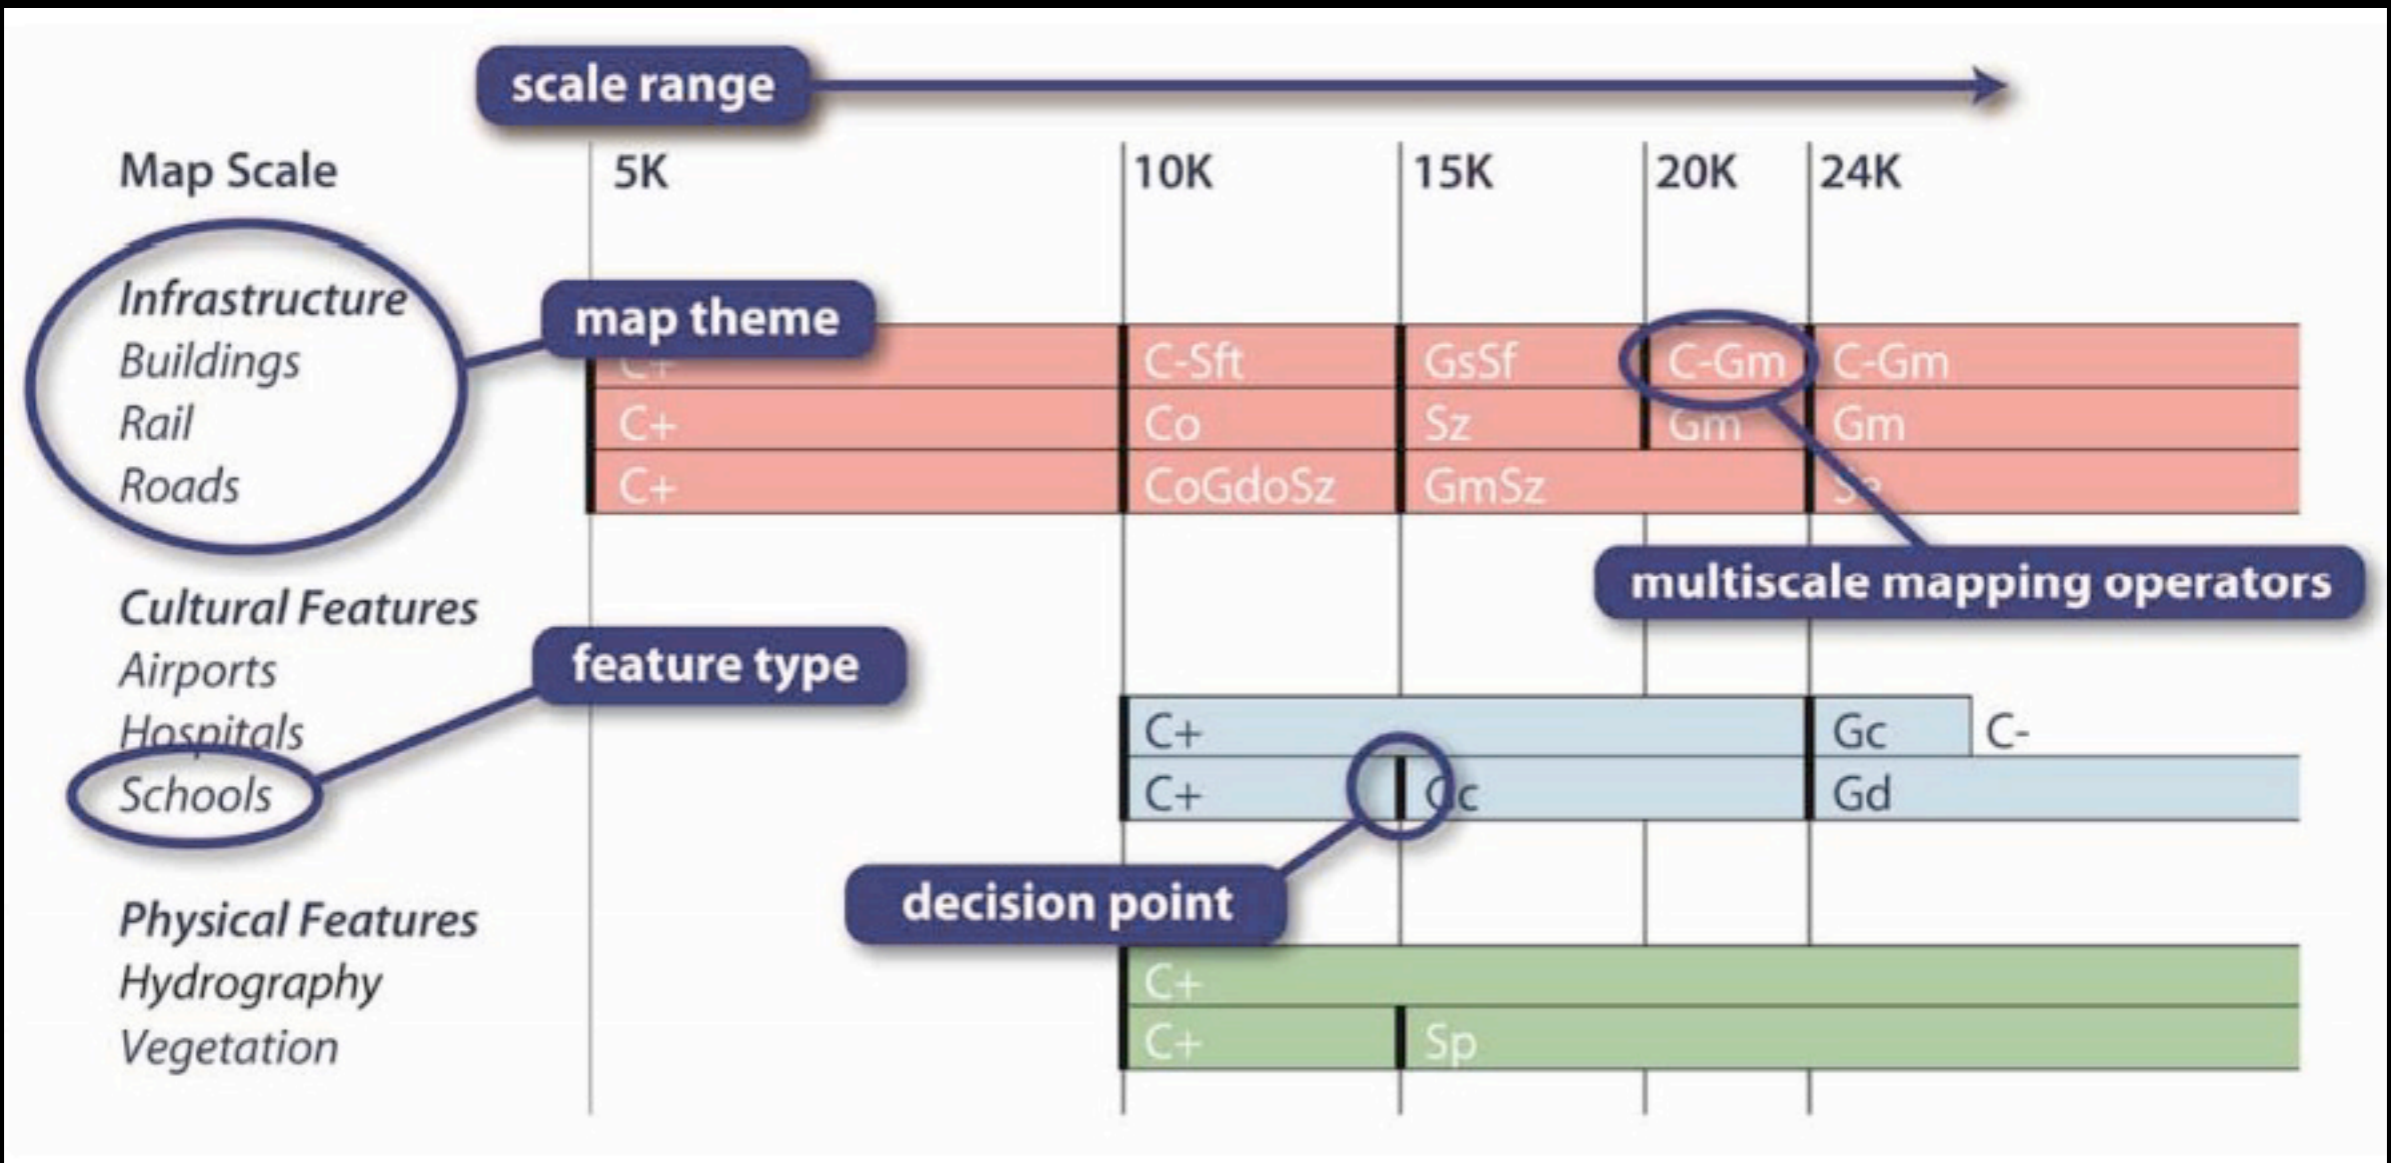 scale range
Map Scale 5K 10K 15K 20K 24K
Infrastructure
map theme
Buildings C+ C-Sft GsSf C-Gm C-Gm
Rail C+ Co Sz Gm Gm
Roads C+ CoGdoSz GmSz Se
multiscale mapping operators
Cultural Features
feature type
Airports
Hospitals C+ Gc C-
Schools C+ Gc Gd
decision point
Physical Features
Hydrography C+
Vegetation C+ Sp